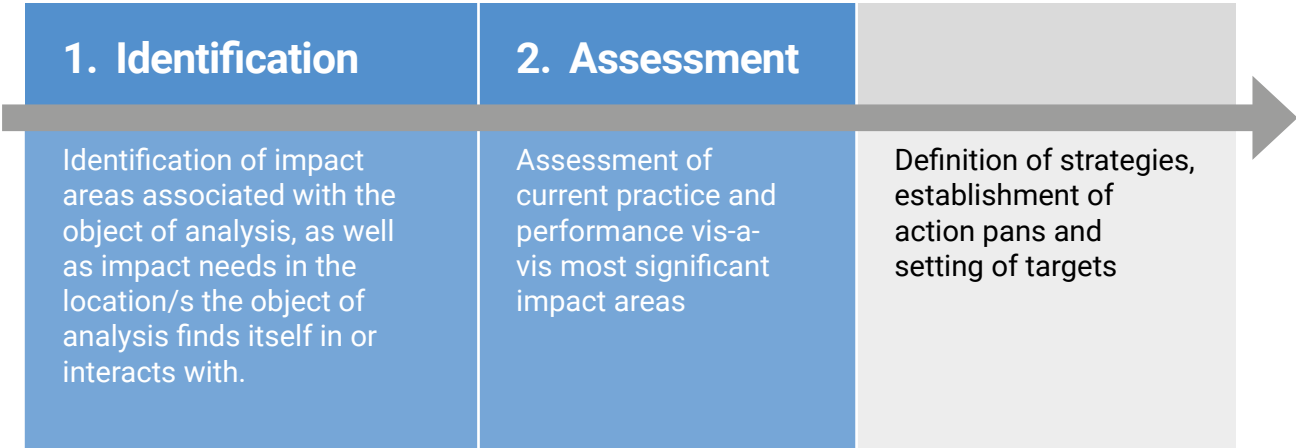 1. Identification
Identification of impact
areas associated with the
object of analysis, as well
as impact needs in the
location/s the object of
analysis finds itself in or
interacts with.
2. Assessment
Assessment of
current practice and
performance vis-a-
vis most significant
impact areas
Definition of strategies,
establishment of
action pans and
setting of targets